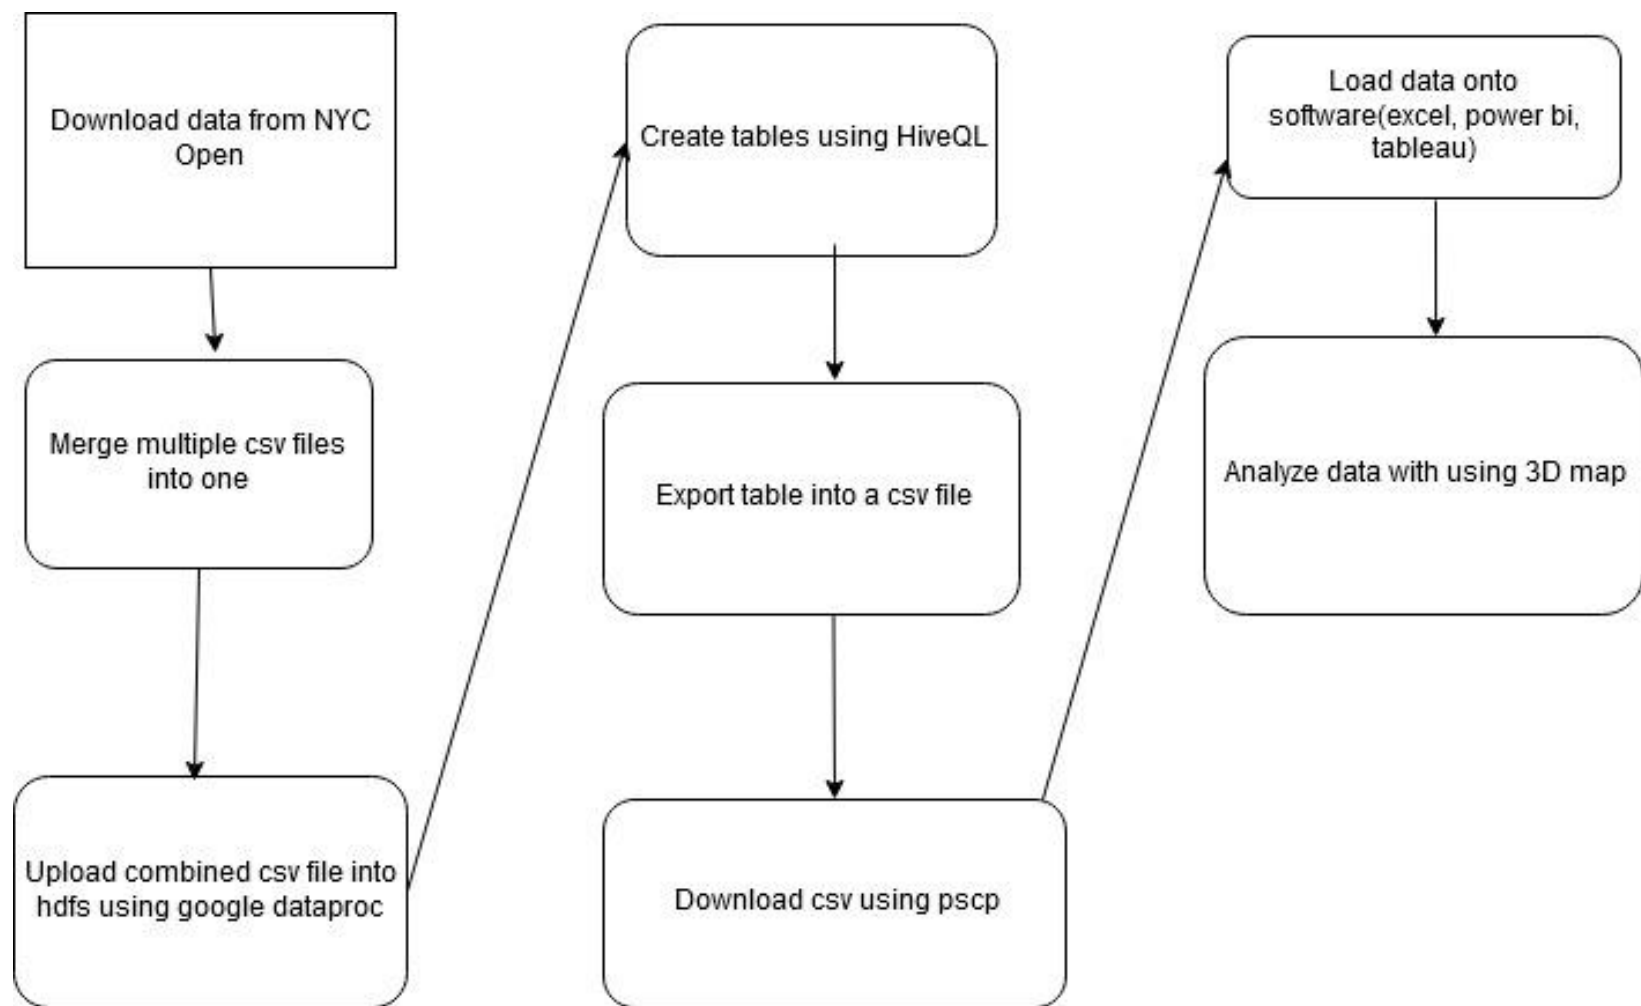 Download data from NYC
Open
Merge multiple csv files
into one
Upload combined csv file into
hdfs using google dataproc
Create tables using HiveQL
Export table into a csv file
Download csv using pscp
Load data onto
software(excel, power bi,
tableau)
Analyze data with using 3D map